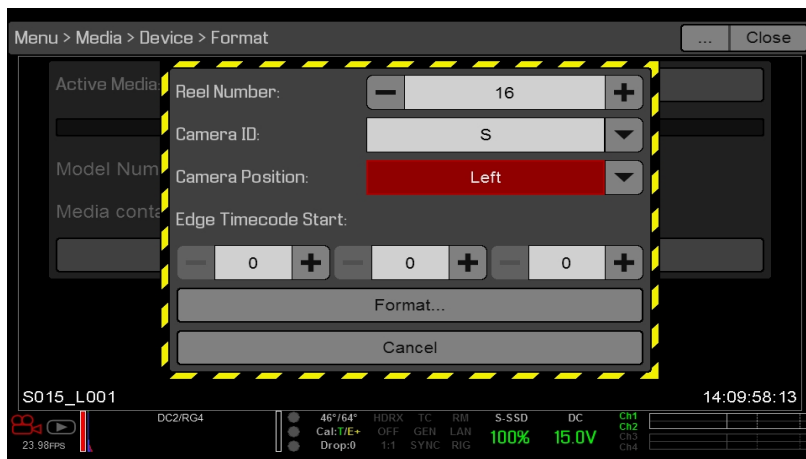 Menu > Media > Device > Format
... Close
Active Media:
Reel Number: 16
Camera ID: S
Model Num
Camera Position: Left
Media conta
Edge Timecode Start:
0 0 0
Format...
Cancel
S015_L001 14:09:58:13
DC2/RG4 46°/64° HDRX TC RM S-SSD DC Ch1
Cal:T/E+ OFF GEN LAN 100% 15.0V Ch2
23.98FPS Drop:0 1:1 SYNC RIG Ch3
Ch4